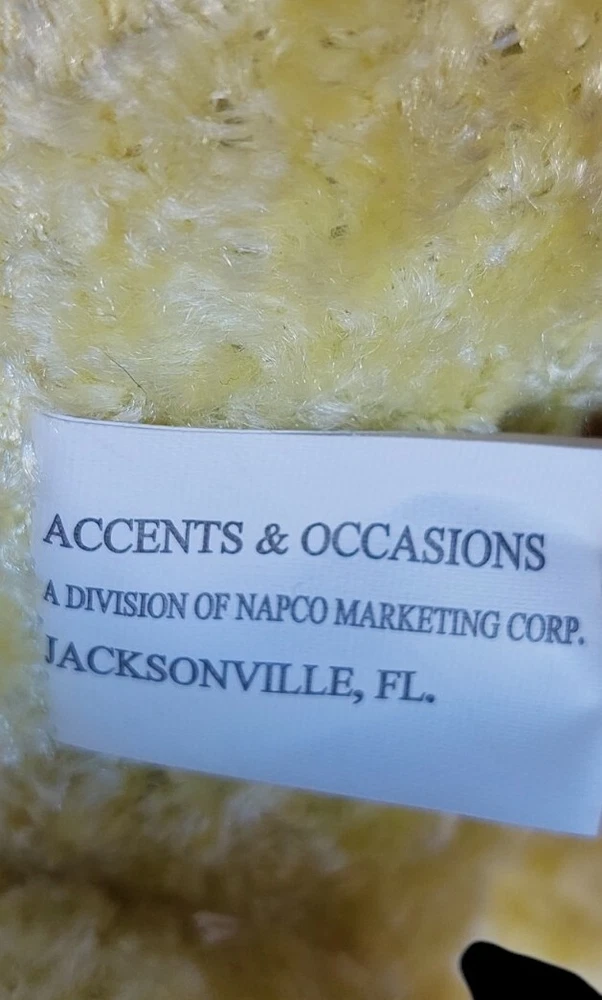 ACCENTS & OCCASIONS
A DIVISION OF NAPCO MARKETING CORP.
JACKSONVILLE, FL.